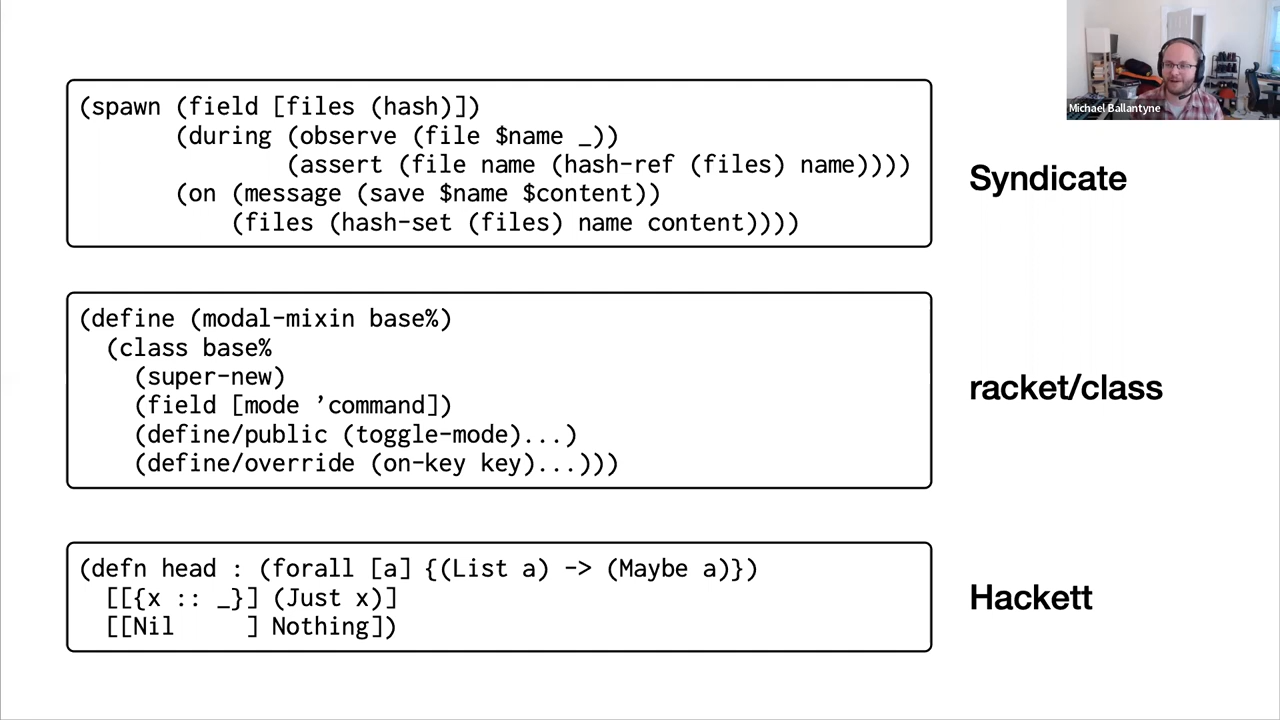 (spawn (field [files (hash)])
(during (observe (file $name _))
(assert (file name (hash-ref (files) name))))
(on (message (save $name $content))
(files (hash-set (files) name content))))
Syndicate
(define (modal-mixin base%)
(class base%
(super-new)
(field [mode ’command])
(define/public (toggle-mode)...)
(define/override (on-key key)...)))
racket/class
(defn head : (forall [a] {(List a) -> (Maybe a)})
[[{x :: _}] (Just x)]
[[Nil ] Nothing])
Hackett
Michael Ballantyne